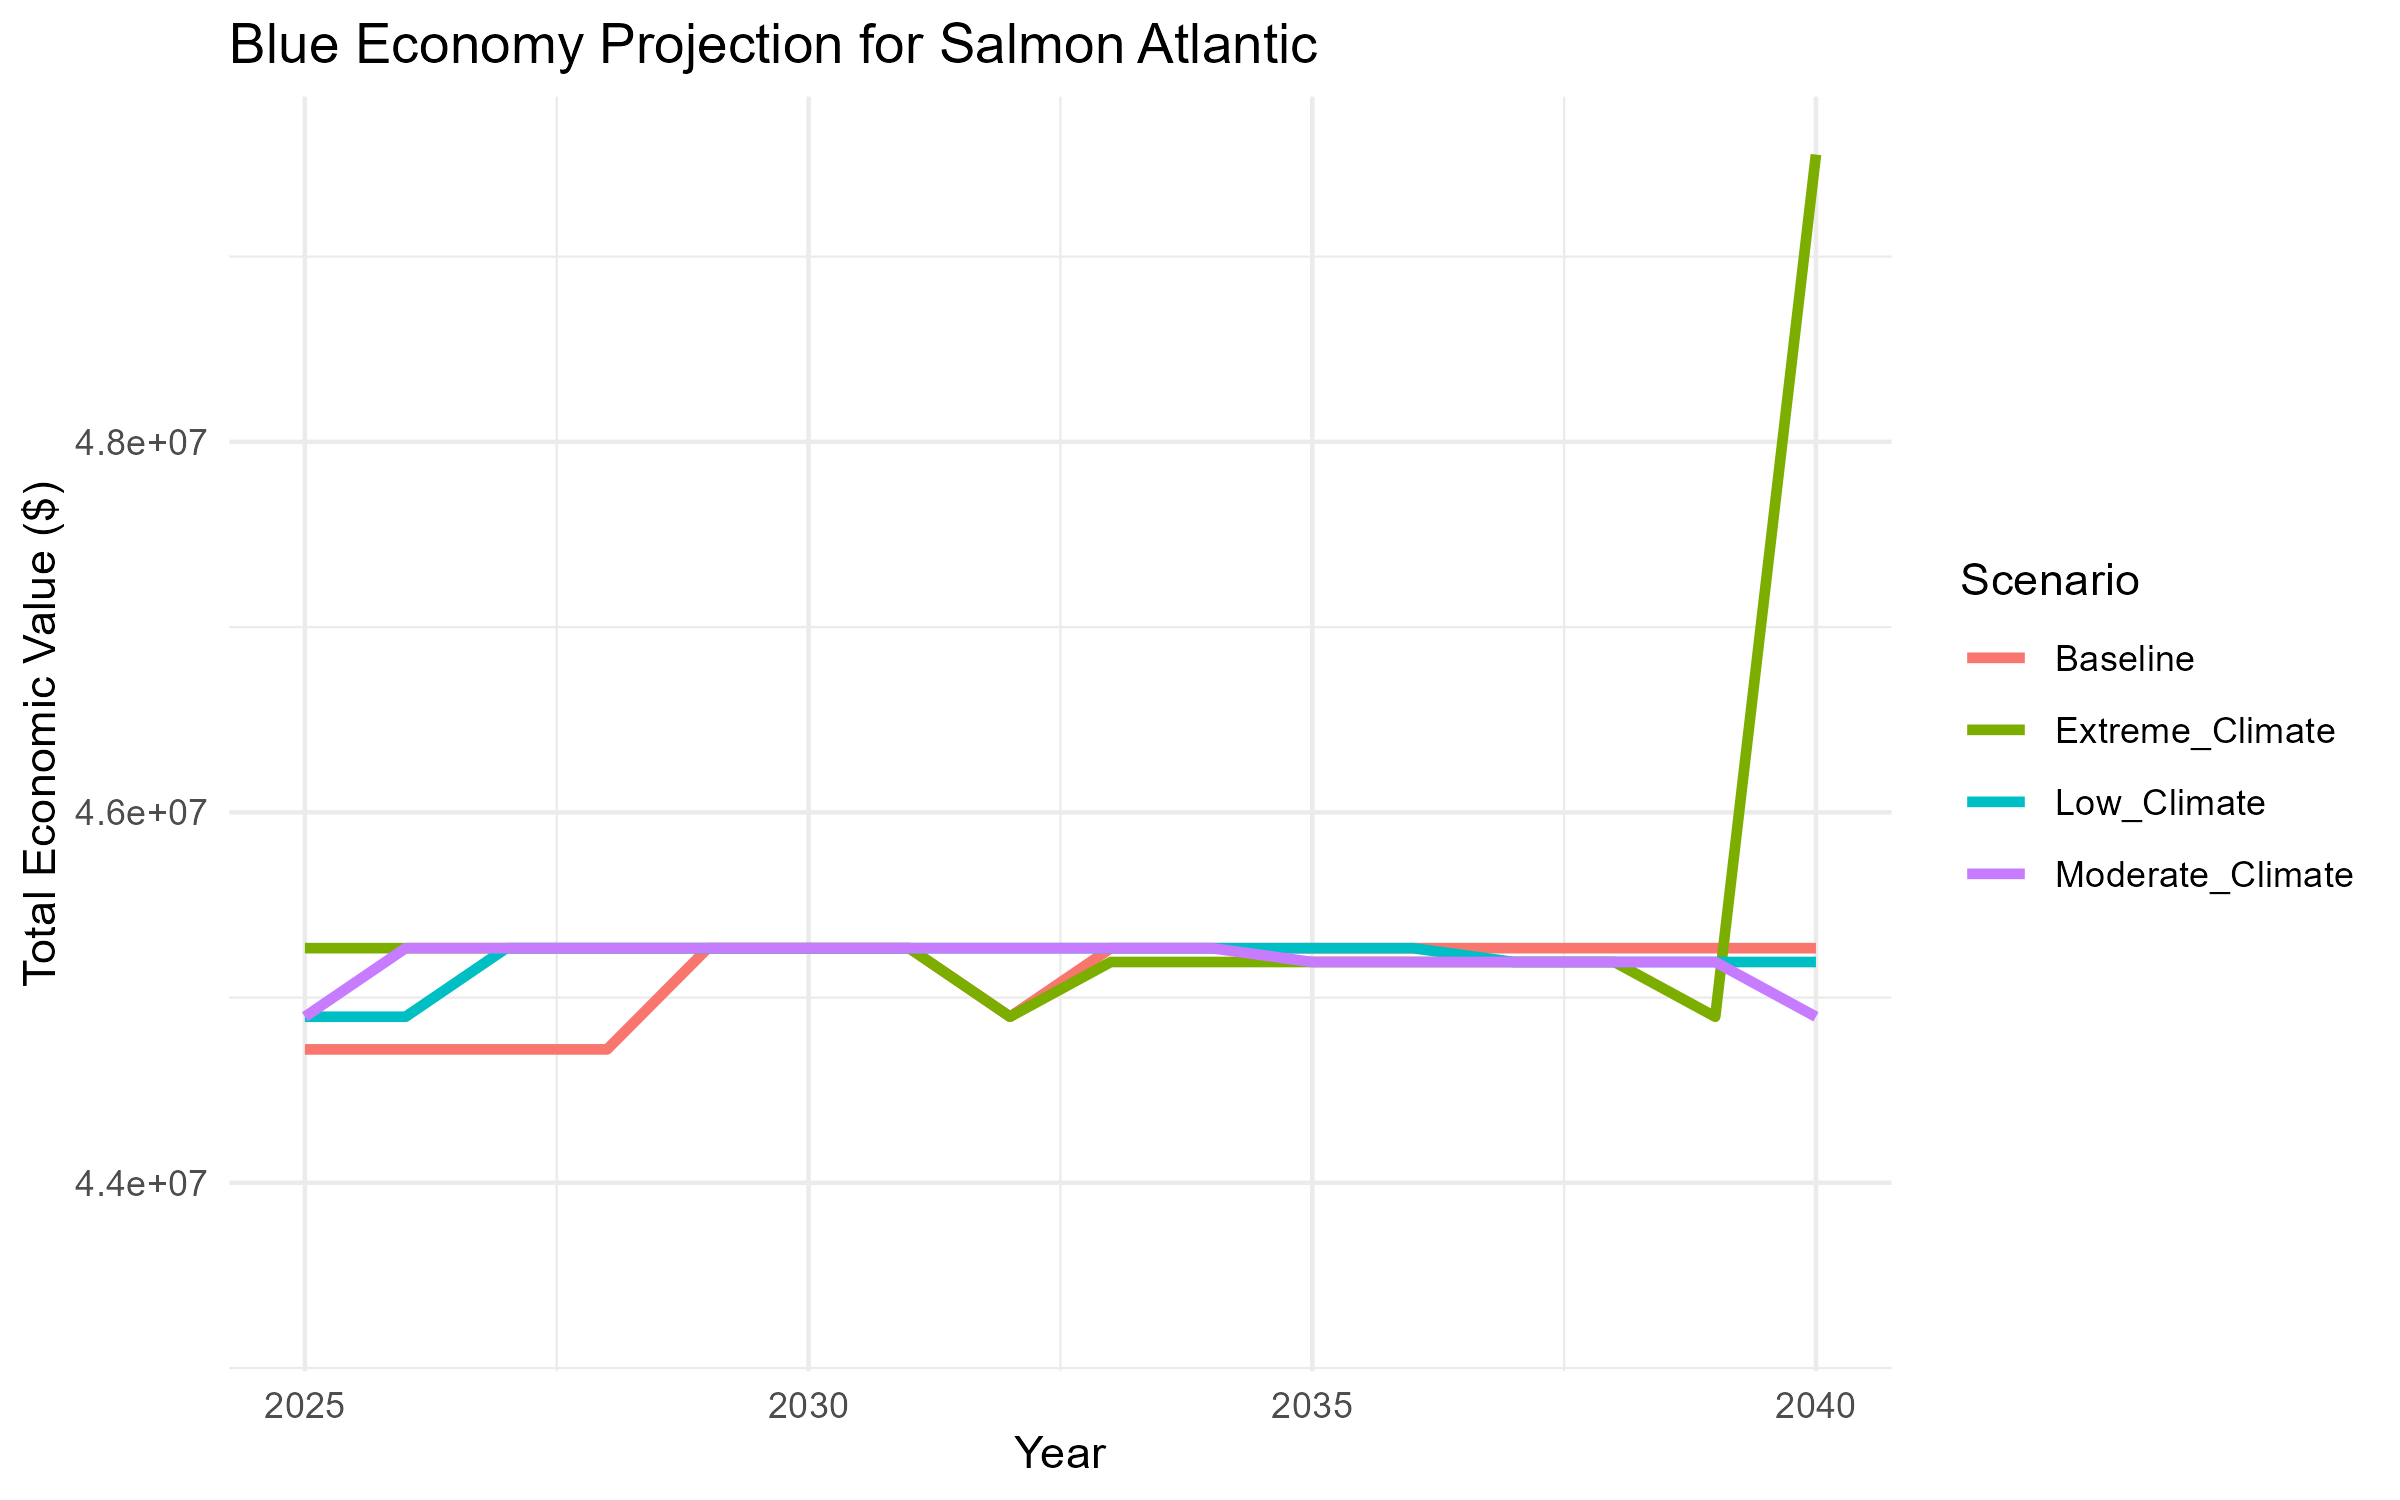 Blue Economy Projection for Salmon Atlantic
Total Economic Value ($)
4.8e+07
4.6e+07
4.4e+07
2025 2030 2035 2040
Year
Scenario
Baseline
Extreme_Climate
Low_Climate
Moderate_Climate